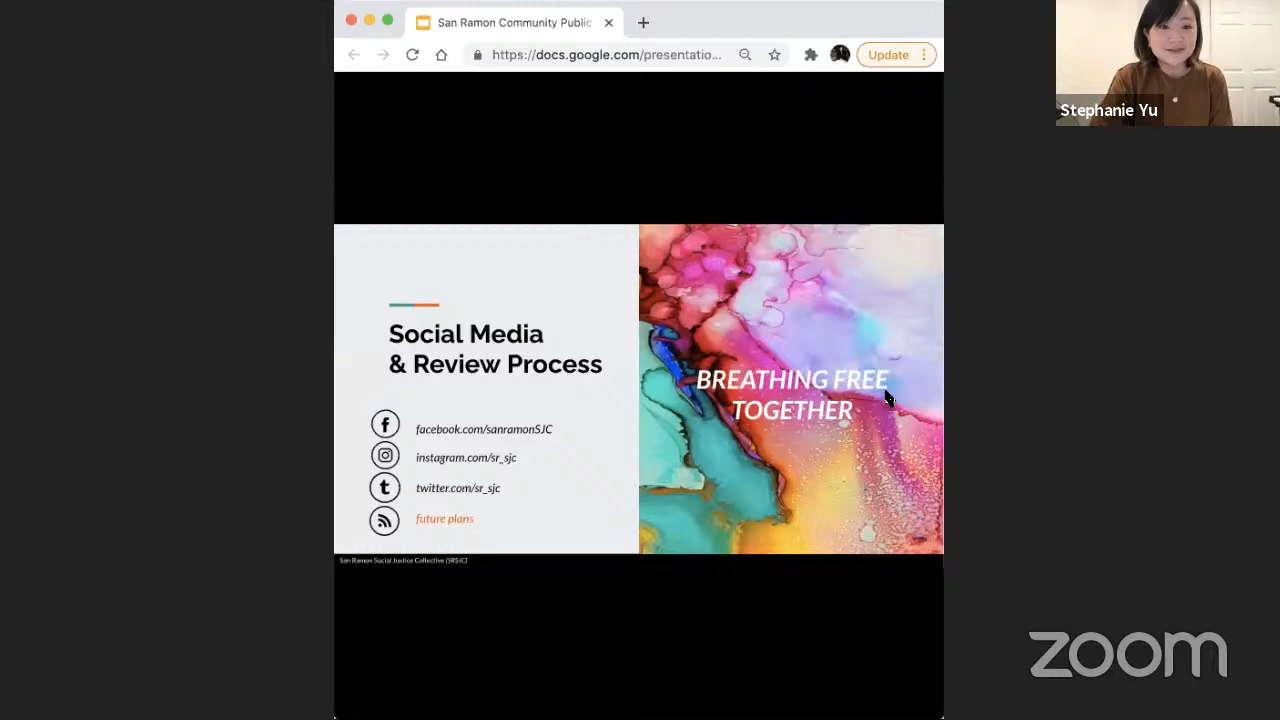 San Ramon Community Public
https://docs.google.com/presentatio...
Update
Stephanie Yu
Social Media
& Review Process
BREATHING FREE
TOGETHER
facebook.com/sanramonSJC
instagram.com/sr_sjc
twitter.com/sr_sjc
future plans
San Ramon Social Justice Collective (SRSJC)
zoom